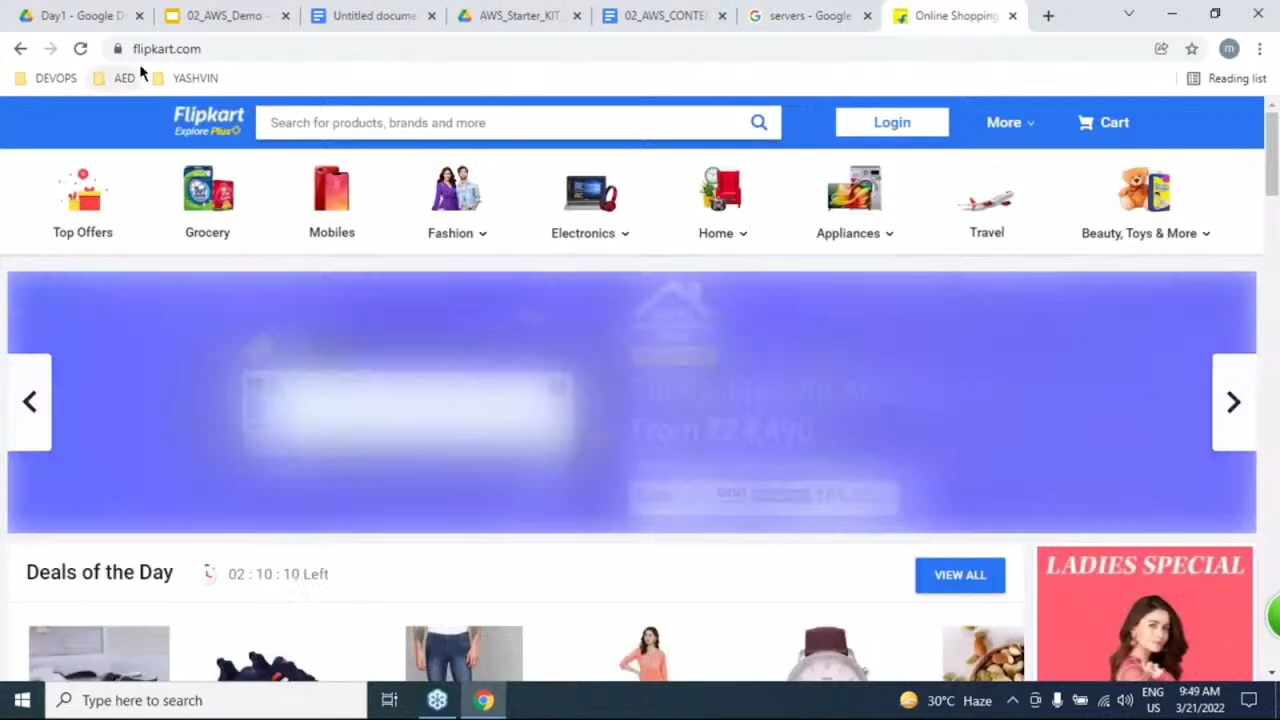 Day1 - Google D
02_AWS_Demo -
Untitled docume
AWS_Starter_KIT
02_AWS_CONTE
servers - Google
Online Shopping
flipkart.com
DEVOPS
AED
YASHVIN
Reading list
Flipkart
Explore Plus
Search for products, brands and more
Login
More
Cart
Top Offers
Grocery
Mobiles
Fashion
Electronics
Home
Appliances
Travel
Beauty, Toys & More
From ₹24,490
Deals of the Day
02 : 10 : 10 Left
VIEW ALL
LADIES SPECIAL
Type here to search
30°C Haze
ENG
US
9:49 AM
3/21/2022